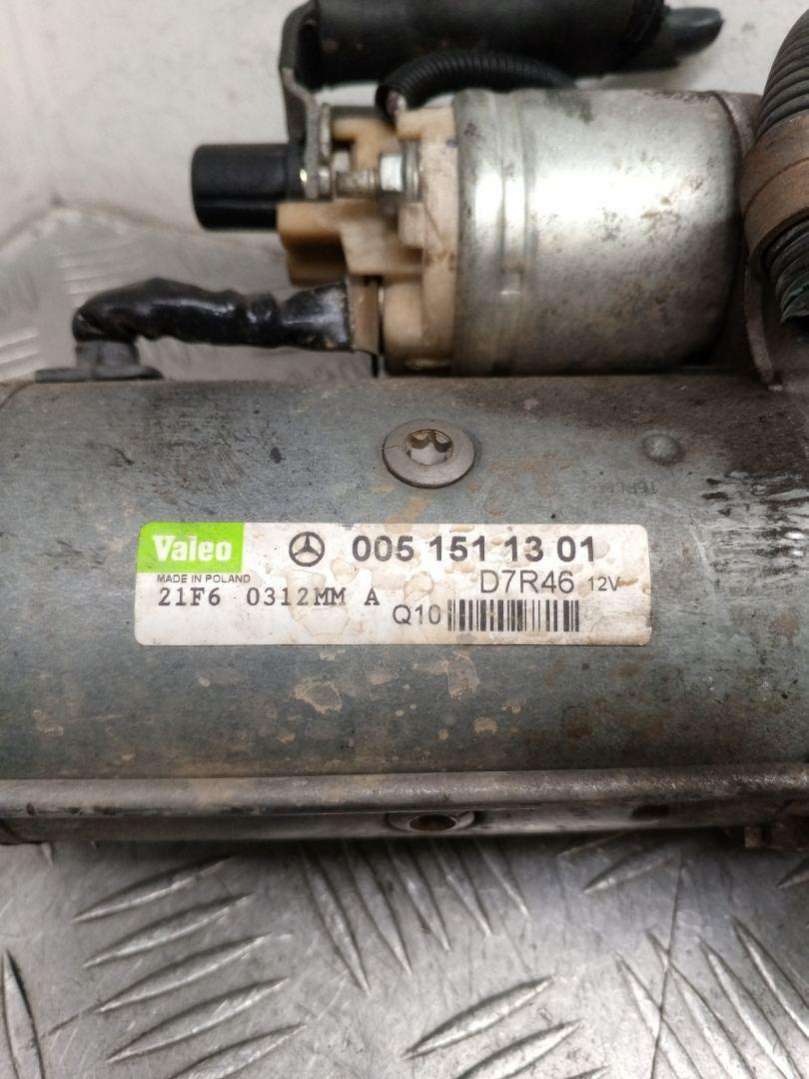 Valeo 005 151 13 01
MADE IN POLAND D7R46 12V
21F6 0312MM A
Q10